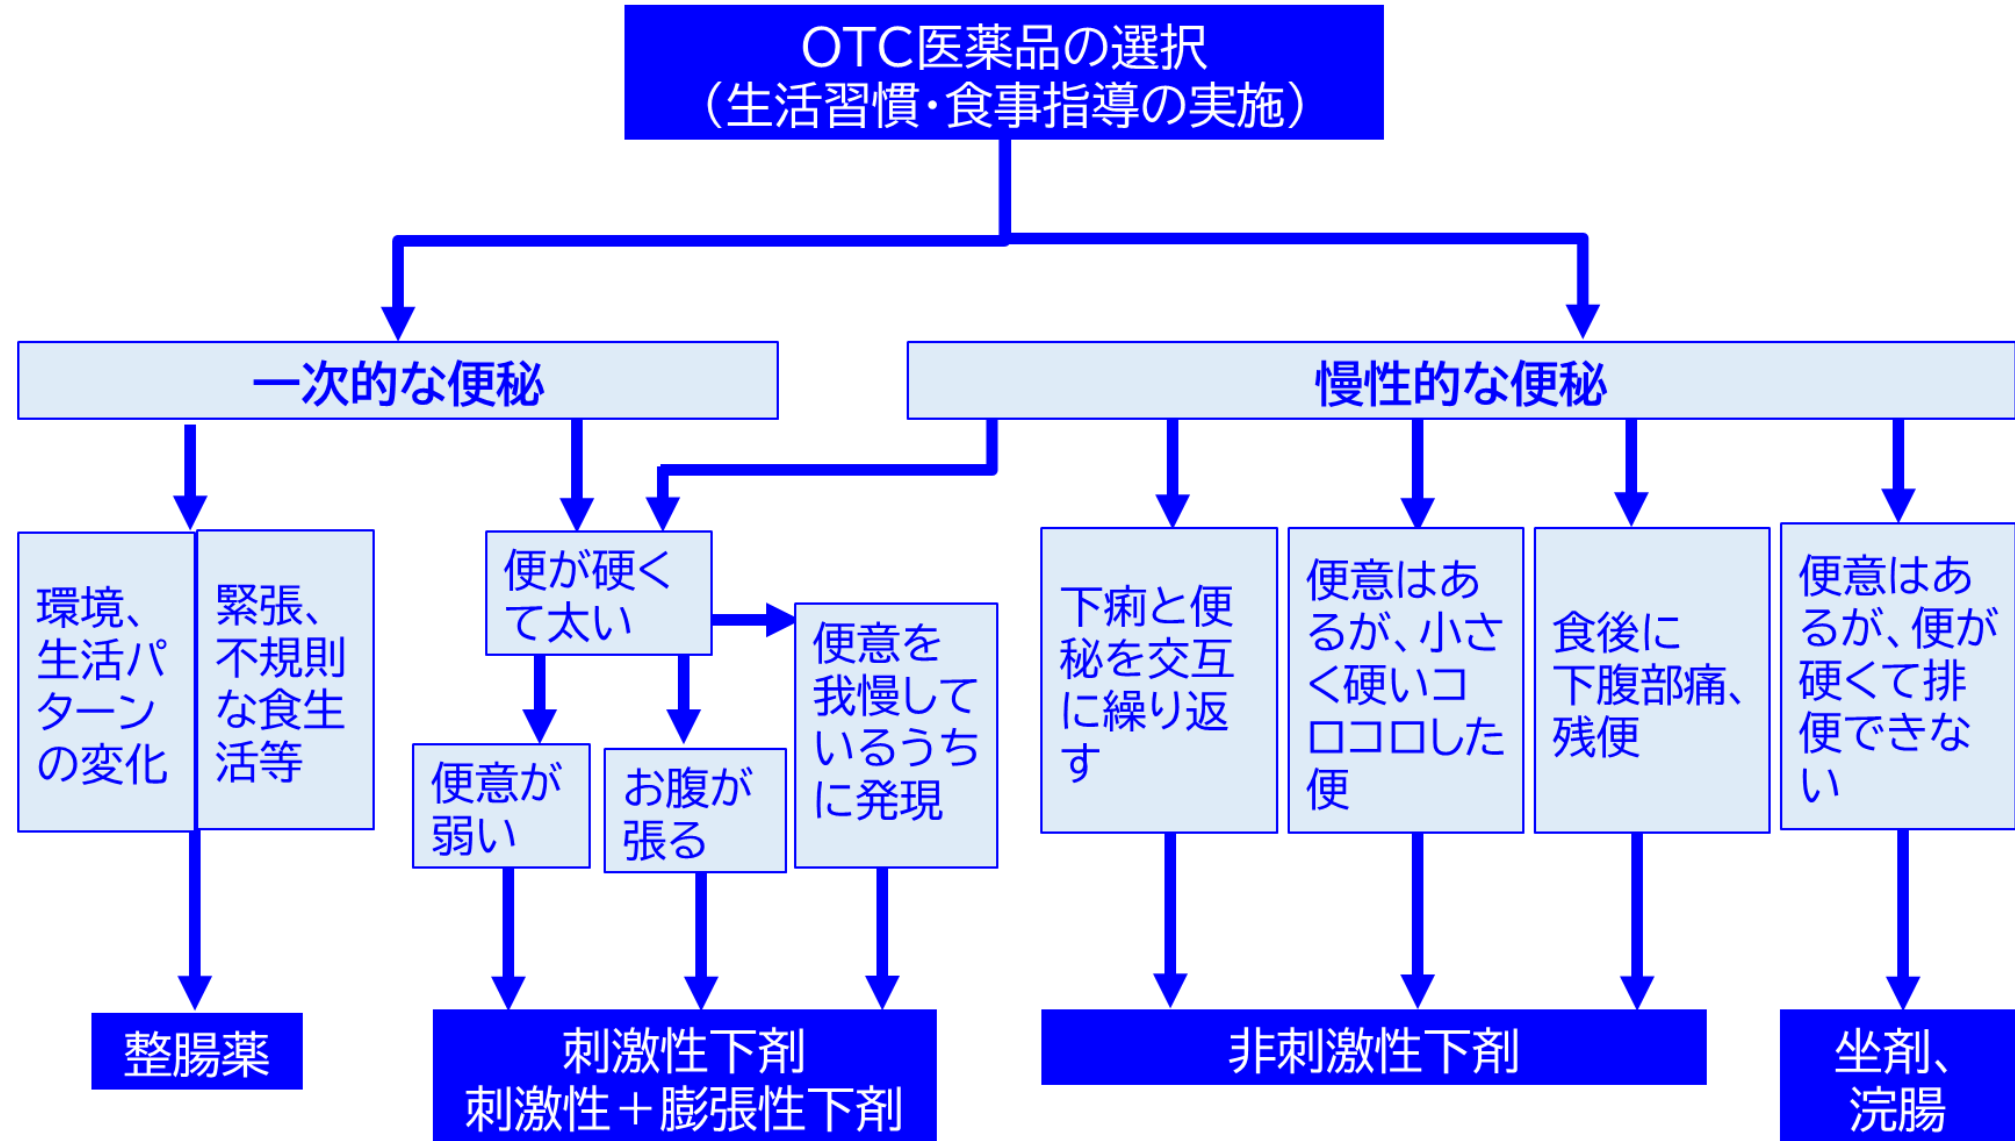 OTC医薬品の選択
（生活習慣・食事指導の実施）
一次的な便秘
慢性的な便秘
環境、
生活パ
ターン
の変化
緊張、
不規則
な食生
活等
便が硬く
て太い
便意が
弱い
お腹が
張る
便意を
我慢して
いるうち
に発現
下痢と便
秘を交互
に繰り返
す
便意はあ
るが、小さ
く硬いコ
ロコロした
便
食後に
下腹部痛、
残便
便意はあ
るが、便が
硬くて排
便できな
い
整腸薬
刺激性下剤
刺激性＋膨張性下剤
非刺激性下剤
坐剤、
浣腸